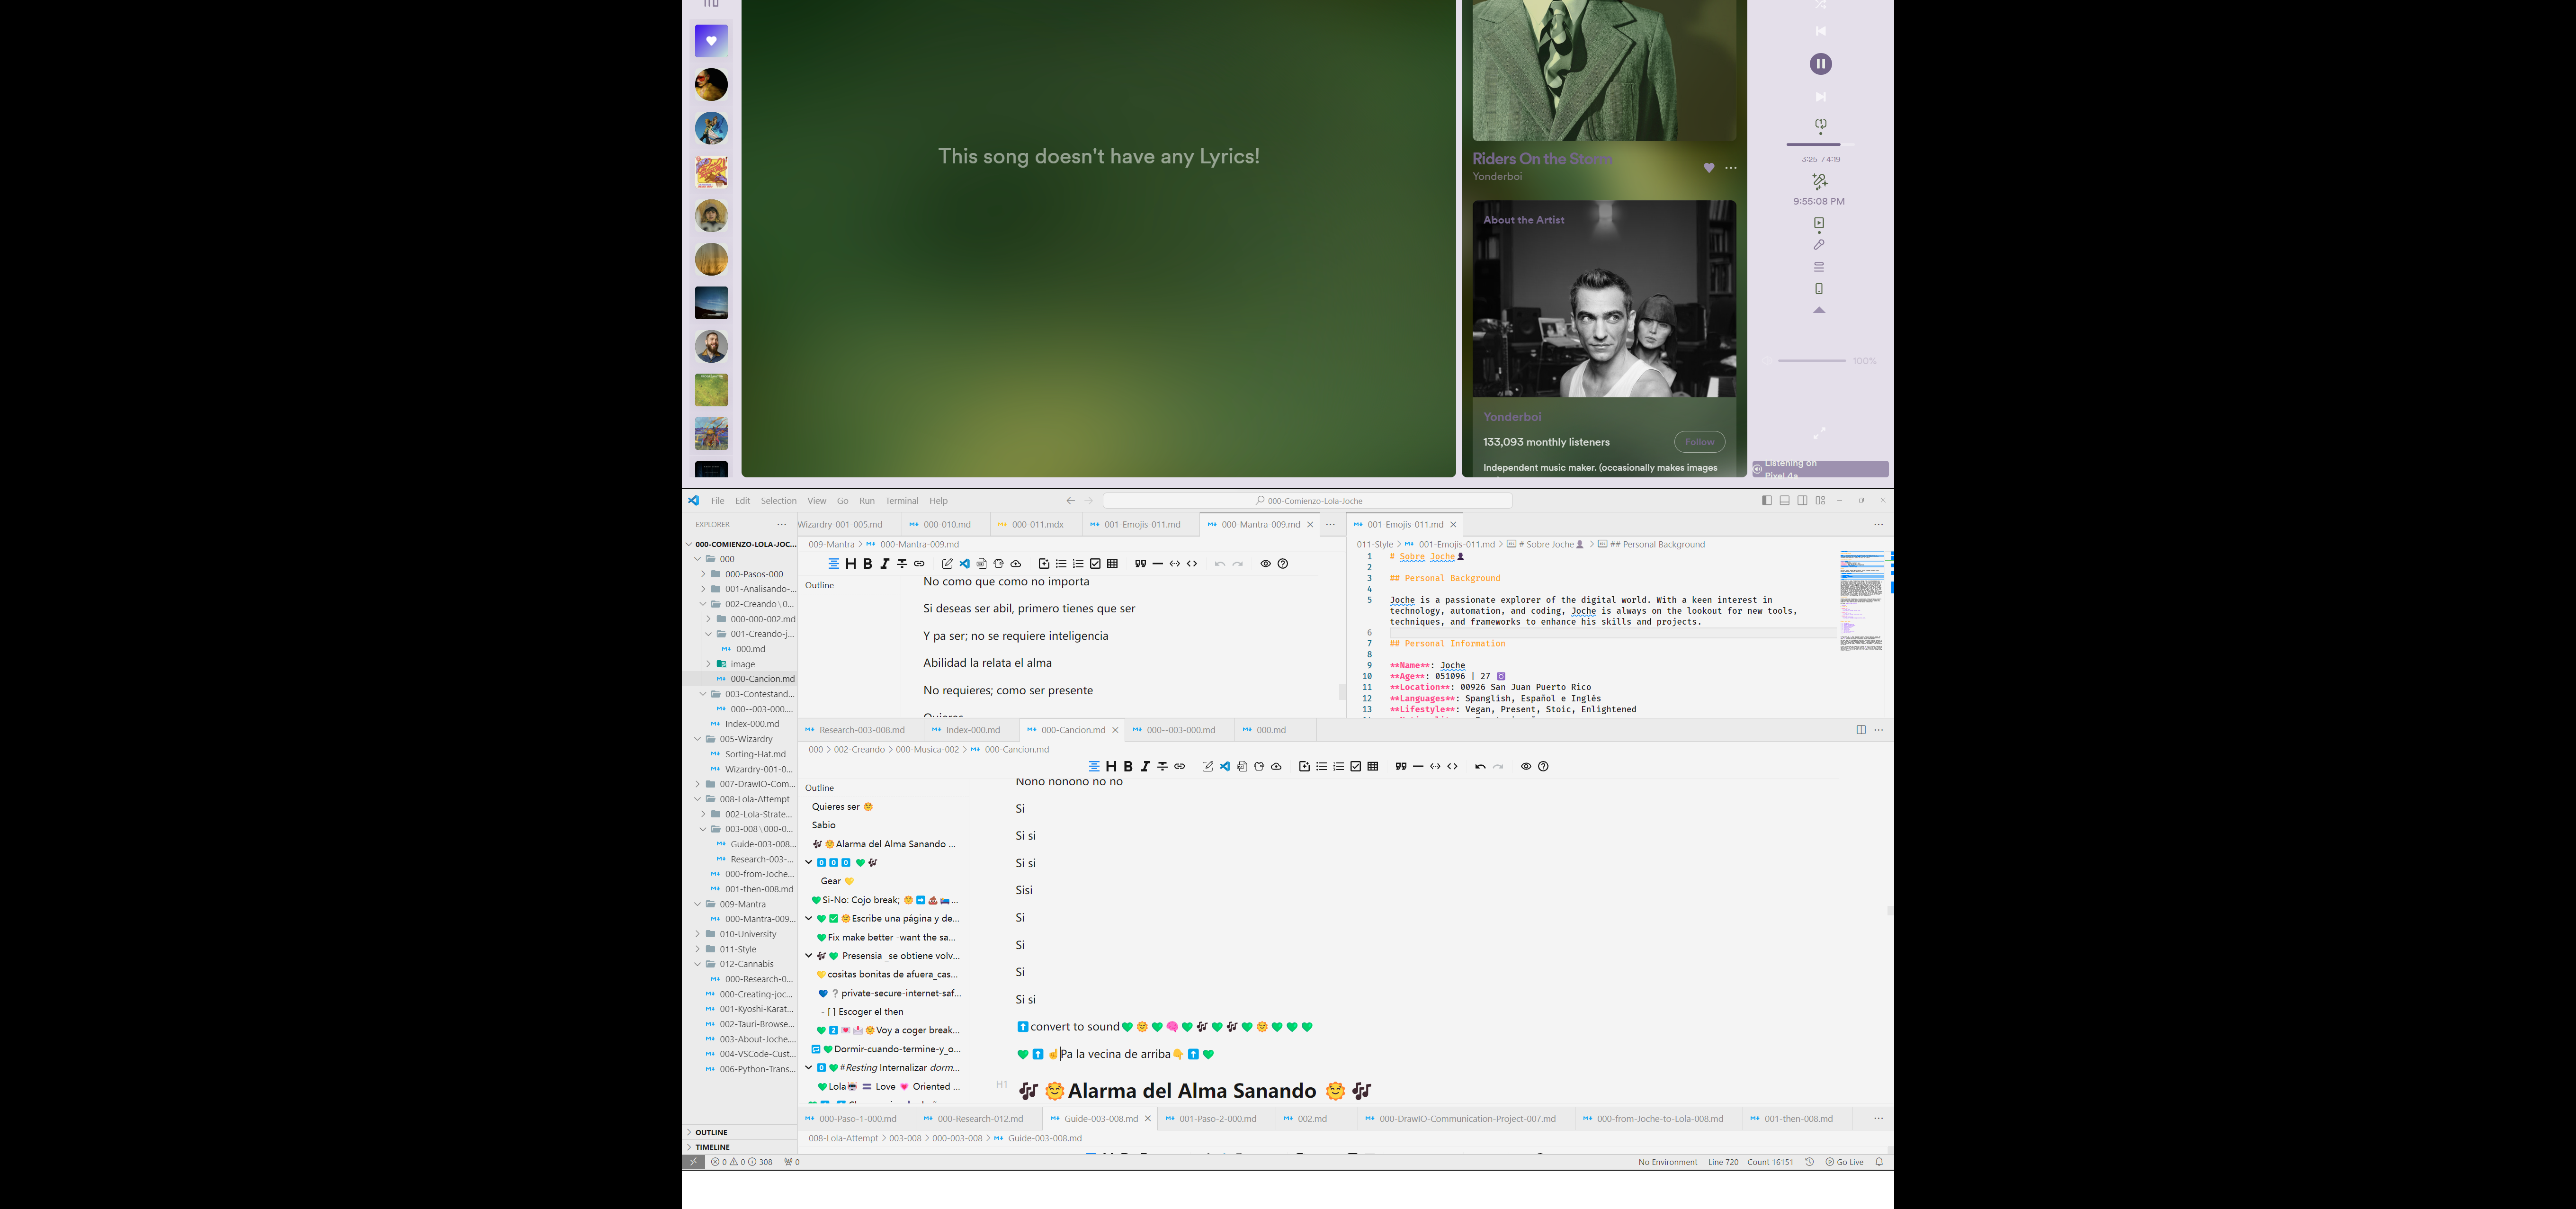 This song doesn't have any Lyrics!
Riders On the Storm
Yonderboi
About the Artist
Yonderboi
133,093 monthly listeners
Follow
Independent music maker. (occasionally makes images
3:25 / 4:19
9:55:08 PM
100%
Listening on
Pixel 4a
File Edit Selection View Go Run Terminal Help
000-Comienzo-Lola-Joche
EXPLORER
000-COMIENZO-LOLA-JOC...
000
000-Pasos-000
001-Analisando-...
002-Creando \ 0...
000-000-002.md
001-Creando-j...
000.md
image
000-Cancion.md
003-Contestand...
000--003-000....
Index-000.md
005-Wizardry
Sorting-Hat.md
Wizardry-001-0...
007-DrawIO-Com...
008-Lola-Attempt
002-Lola-Strate...
003-008 \ 000-0...
Guide-003-008...
Research-003-...
000-from-Joche...
001-then-008.md
009-Mantra
000-Mantra-009...
010-University
011-Style
012-Cannabis
000-Research-0...
000-Creating-joc...
001-Kyoshi-Karat...
002-Tauri-Browse...
003-About-Joche....
004-VSCode-Cust...
006-Python-Trans...
OUTLINE
TIMELINE
Wizardry-001-005.md 000-010.md 000-011.mdx 001-Emojis-011.md 000-Mantra-009.md
009-Mantra > 000-Mantra-009.md
Outline
No como que como no importa
Si deseas ser abil, primero tienes que ser
Y pa ser; no se requiere inteligencia
Abilidad la relata el alma
No requieres; como ser presente
Quieres
001-Emojis-011.md
011-Style > 001-Emojis-011.md > # Sobre Joche👤 > ## Personal Background
1 # Sobre Joche👤
2
3 ## Personal Background
4
5 Joche is a passionate explorer of the digital world. With a keen interest in
technology, automation, and coding, Joche is always on the lookout for new tools,
techniques, and frameworks to enhance his skills and projects.
6
7 ## Personal Information
8
9 **Name**: Joche
10 **Age**: 051096 | 27
11 **Location**: 00926 San Juan Puerto Rico
12 **Languages**: Spanglish, Español e Inglés
13 **Lifestyle**: Vegan, Present, Stoic, Enlightened
Research-003-008.md Index-000.md 000-Cancion.md 000--003-000.md 000.md
000 > 002-Creando > 000-Musica-002 > 000-Cancion.md
Outline
Quieres ser 🌞
Sabio
🎶 🌞Alarma del Alma Sanando ...
0️⃣ 0️⃣ 0️⃣ 💚 🎶
Gear 💛
💚Si-No: Cojo break; 🌞 ➡️ 💩 🛌 ...
💚 ✅ 🌞Escribe una página y de...
💚Fix make better -want the sa...
🎶 💚 Presensia _se obtiene volv...
💛cositas bonitas de afuera_cas...
💙 ❔ private-secure-internet-saf...
- [ ] Escoger el then
💚 2️⃣ 💌 📩 🌞Voy a coger break...
🔁 💚Dormir-cuando-termine-y_o...
0️⃣ 💚#Resting Internalizar dorm...
💚Lola🦝 🟰 Love 💗 Oriented ...
Nono nonono no no
Si
Si si
Si si
Sisi
Si
Si
Si
Si si
⬆️convert to sound💚 🌞 💚 🧠 💚 🎶 💚 🎶 💚 🌞 💚 💚 💚
💚 ⬆️ ☝️Pa la vecina de arriba👇 ⬆️ 💚
H1 🎶 🌞Alarma del Alma Sanando 🌞 🎶
000-Paso-1-000.md 000-Research-012.md Guide-003-008.md 001-Paso-2-000.md 002.md 000-DrawIO-Communication-Project-007.md 000-from-Joche-to-Lola-008.md 001-then-008.md
008-Lola-Attempt > 003-008 > 000-003-008 > Guide-003-008.md
0 0 308 0
No Environment Line 720 Count 16151 Go Live